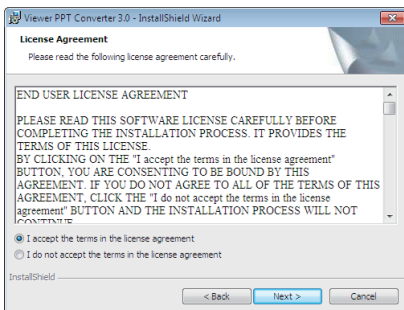 Viewer PPT Converter 3.0 - InstallShield Wizard
License Agreement
Please read the following license agreement carefully.
END USER LICENSE AGREEMENT
PLEASE READ THIS SOFTWARE LICENSE CAREFULLY BEFORE
COMPLETING THE INSTALLATION PROCESS. IT PROVIDES THE
TERMS OF THIS LICENSE.
BY CLICKING ON THE "I accept the terms in the license agreement"
BUTTON, YOU ARE CONSENTING TO BE BOUND BY THIS
AGREEMENT. IF YOU DO NOT AGREE TO ALL OF THE TERMS OF THIS
AGREEMENT, CLICK THE "I do not accept the terms in the license
agreement" BUTTON AND THE INSTALLATION PROCESS WILL NOT
CONTINUE
I accept the terms in the license agreement
I do not accept the terms in the license agreement
InstallShield
< Back
Next >
Cancel